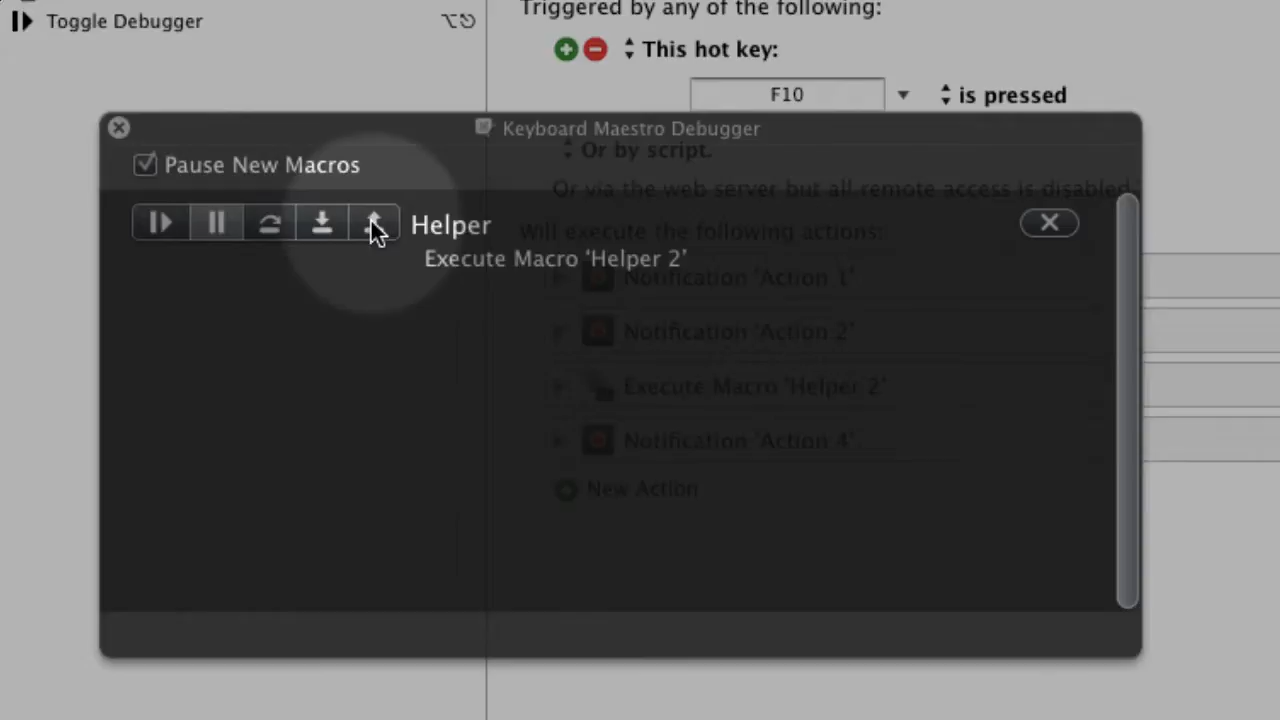 Toggle Debugger ⌥⎋
Triggered by any of the following:
This hot key:
F10 is pressed
Keyboard Maestro Debugger
Or by script.
Pause New Macros
Or via the web server but all remote access is disabled.
Helper
Will execute the following actions:
Execute Macro ‘Helper 2’
Notification ‘Action 1’
Notification ‘Action 2’
Execute Macro ‘Helper 2’
Notification ‘Action 4’
New Action